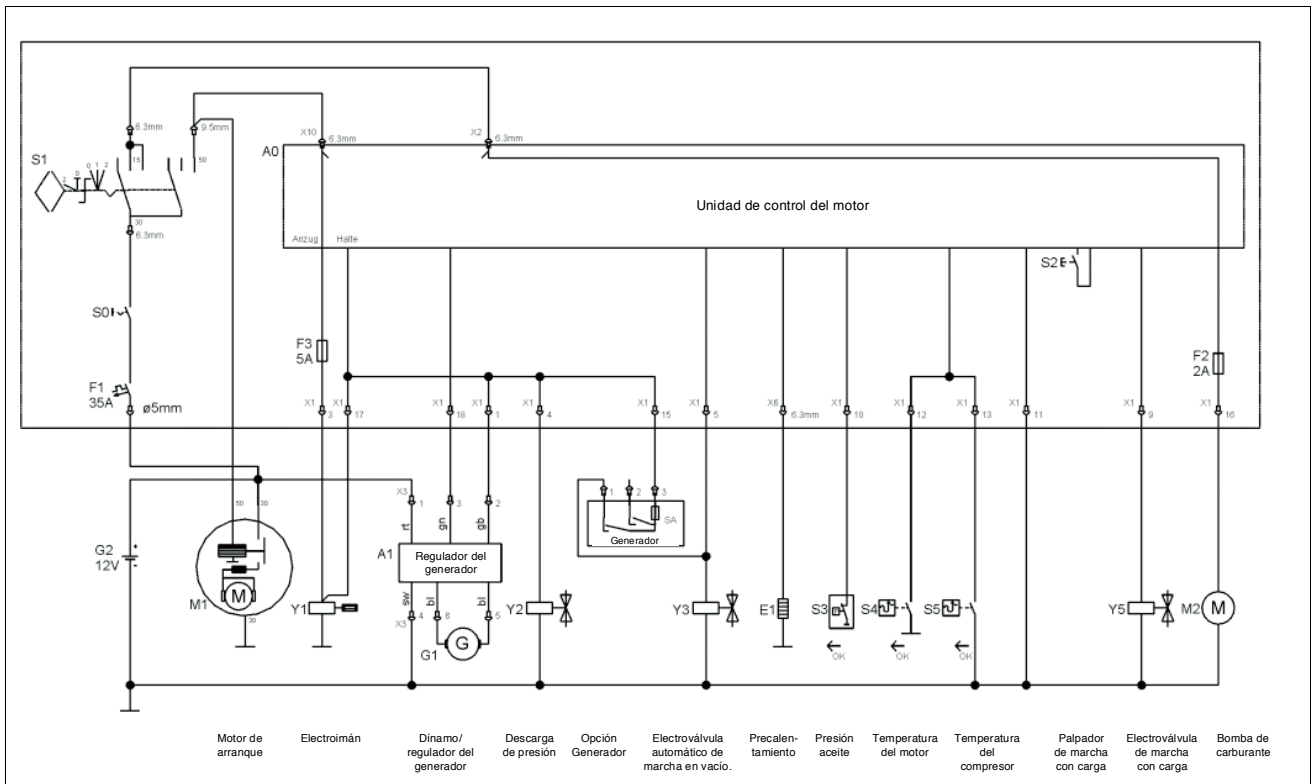 6.3mm
9.5mm
X10
6.3mm
X2
6.3mm
A0
S1
2
0
0 1 2
15
50
Unidad de control del motor
30
6.3mm
Anzug
Halte
S2
S0
F3
5A
F2
2A
F1
35A
ø5mm
X1
3
X1
17
X1
18
X1
1
X1
4
X1
15
X1
5
X6
6.3mm
X1
10
X1
12
X1
13
X1
11
X1
9
X1
16
50
30
X3
1
3
2
rt
gn
gb
1
2
3
5A
Generador
G2
12V
A1
Regulador del
generador
M1
M
30
Y1
sw
bl
bl
X3
4
6
5
G1
G
Y2
Y3
E1
S3
S4
S5
Y5
M2
M
OK
OK
OK
Motor de
arranque
Electroimán
Dínamo/
regulador del
generador
Descarga
de presión
Opción
Generador
Electroválvula
automático de
marcha en vacío.
Precalen-
tamiento
Presión
aceite
Temperatura
del motor
Temperatura
del
compresor
Palpador
de marcha
con carga
Electroválvula
de marcha
con carga
Bomba de
carburante